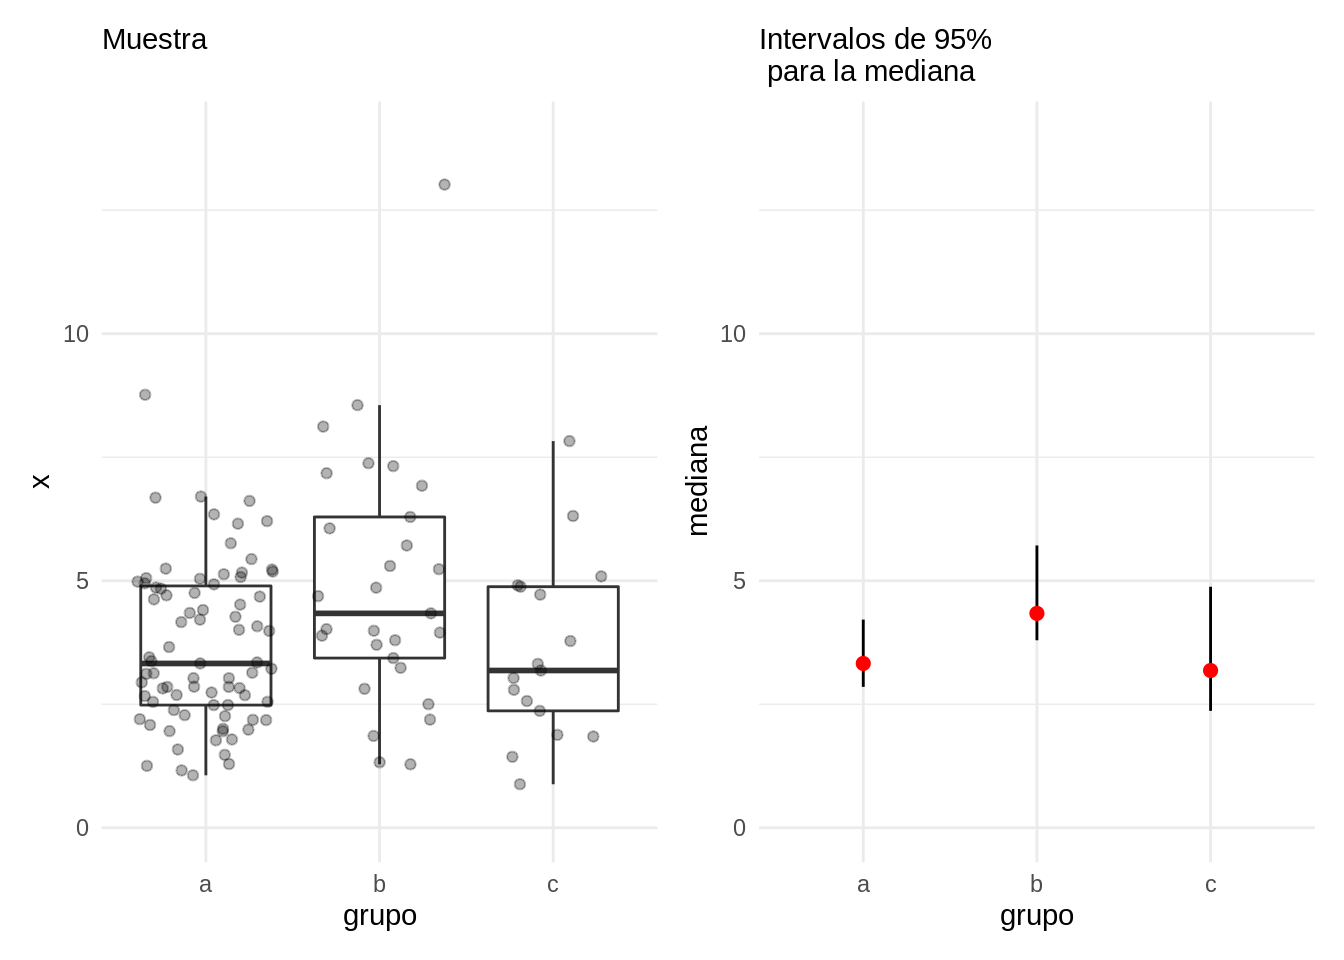 Muestra
x
10
5
0
a b c
grupo
Intervalos de 95%
para la mediana
mediana
10
5
0
a b c
grupo